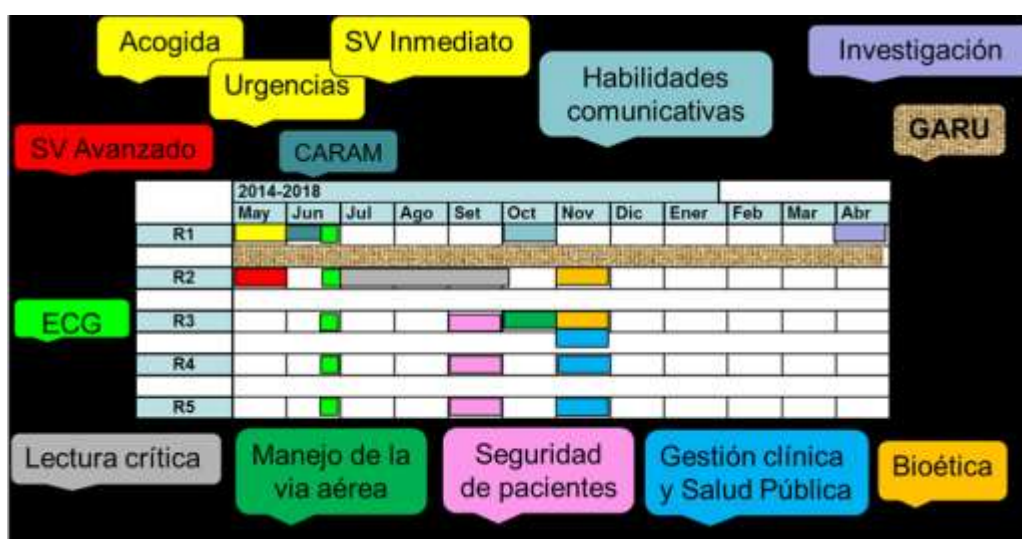 Acogida
SV Inmediato
Investigación
Urgencias
Habilidades
comunicativas
GARU
SV Avanzado
CARAM
2014-2018
May Jun Jul Ago Set Oct Nov Dic Ener Feb Mar Abr
R1
R2
ECG
R3
R4
R5
Lectura crítica
Manejo de la
via aérea
Seguridad
de pacientes
Gestión clínica
y Salud Pública
Bioética